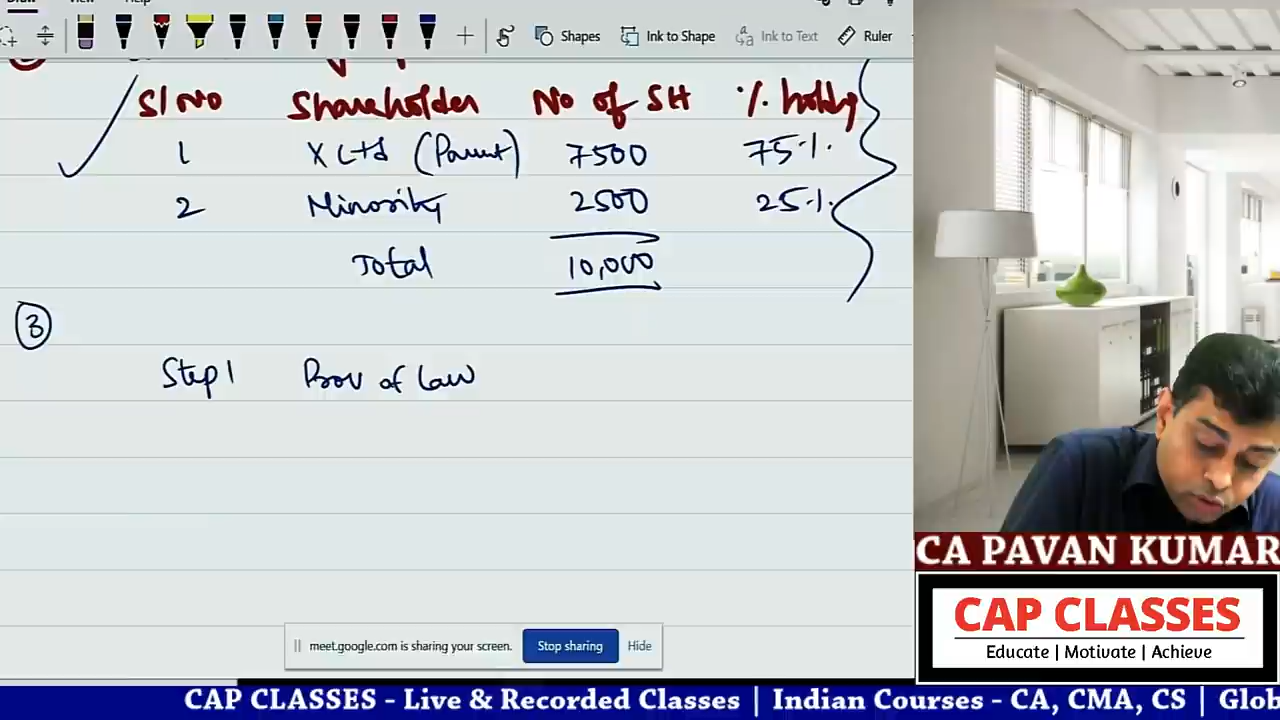 Shapes Ink to Shape Ink to Text Ruler
Sl No Shareholder No of SH % holdg
1 X Ltd (Parent) 7500 75%.
2 Minority 2500 25%.
Total 10,000
3
Step 1 Prov of Law
meet.google.com is sharing your screen. Stop sharing Hide
CA PAVAN KUMAR
CAP CLASSES
Educate | Motivate | Achieve
CAP CLASSES - Live & Recorded Classes | Indian Courses - CA, CMA, CS | Glob